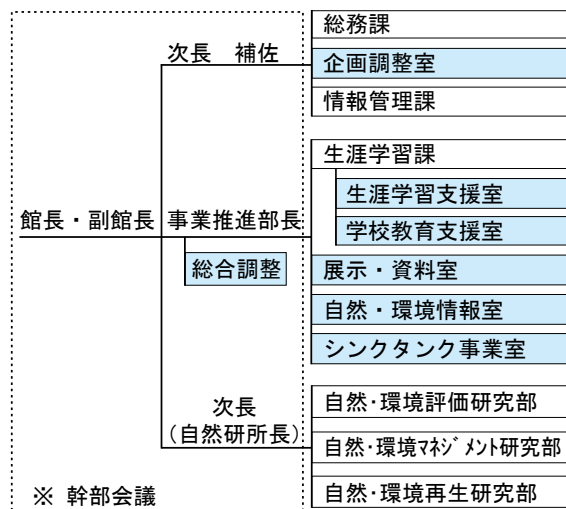 総務課
次長　補佐
企画調整室
情報管理課
生涯学習課
生涯学習支援室
館長・副館長 事業推進部長
学校教育支援室
総合調整
展示・資料室
自然・環境情報室
シンクタンク事業室
次長
（自然研所長）
自然･環境評価研究部
自然･環境ﾏﾈｼﾞﾒﾝﾄ研究部
自然･環境再生研究部
※ 幹部会議